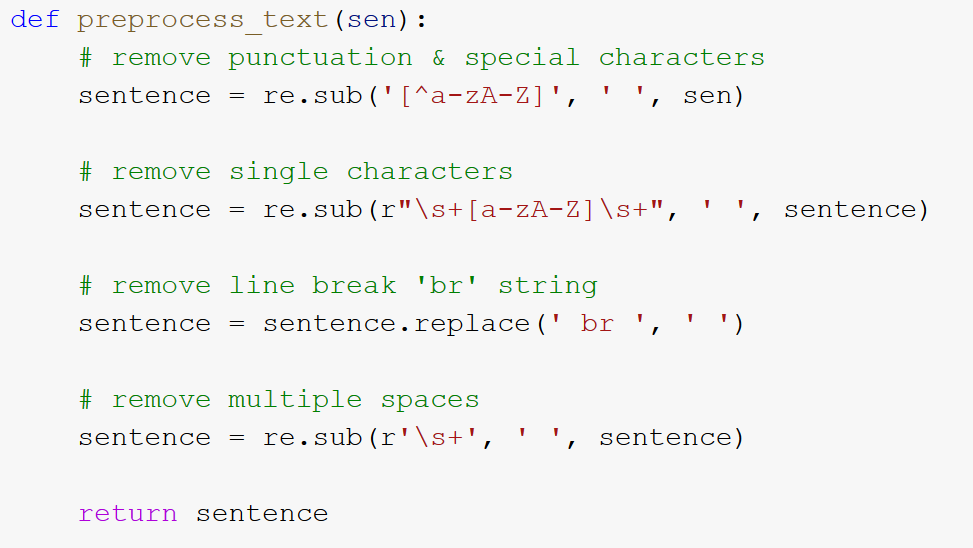 def preprocess_text(sen):
    # remove punctuation & special characters
    sentence = re.sub('[^a-zA-Z]', ' ', sen)

    # remove single characters
    sentence = re.sub(r"\s+[a-zA-Z]\s+", ' ', sentence)

    # remove line break 'br' string
    sentence = sentence.replace(' br ', ' ')

    # remove multiple spaces
    sentence = re.sub(r'\s+', ' ', sentence)

    return sentence